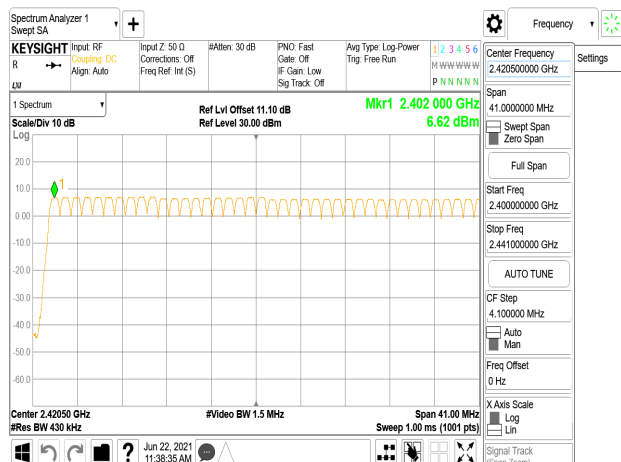 Spectrum Analyzer 1
Swept SA
Frequency
KEYSIGHT
R
Input: RF
Coupling: DC
Align: Auto
Input Z: 50 Ω
Corrections: Off
Freq Ref: Int (S)
#Atten: 30 dB
PNO: Fast
Gate: Off
IF Gain: Low
Sig Track: Off
Avg Type: Log-Power
Trig: Free Run
1 2 3 4 5 6
M W W W W W
P N N N N N
1 Spectrum
Scale/Div 10 dB
Log
Ref Lvl Offset 11.10 dB
Ref Level 30.00 dBm
Mkr1 2.402 000 GHz
6.62 dBm
1
20.0
10.0
0.00
-10.0
-20.0
-30.0
-40.0
-50.0
-60.0
Center 2.42050 GHz
#Res BW 430 kHz
#Video BW 1.5 MHz
Span 41.00 MHz
Sweep 1.00 ms (1001 pts)
Jun 22, 2021
11:38:35 AM
Center Frequency
2.420500000 GHz
Settings
Span
41.0000000 MHz
Swept Span
Zero Span
Full Span
Start Freq
2.400000000 GHz
Stop Freq
2.441000000 GHz
AUTO TUNE
CF Step
4.100000 MHz
Auto
Man
Freq Offset
0 Hz
X Axis Scale
Log
Lin
Signal Track
(Span Zoom)